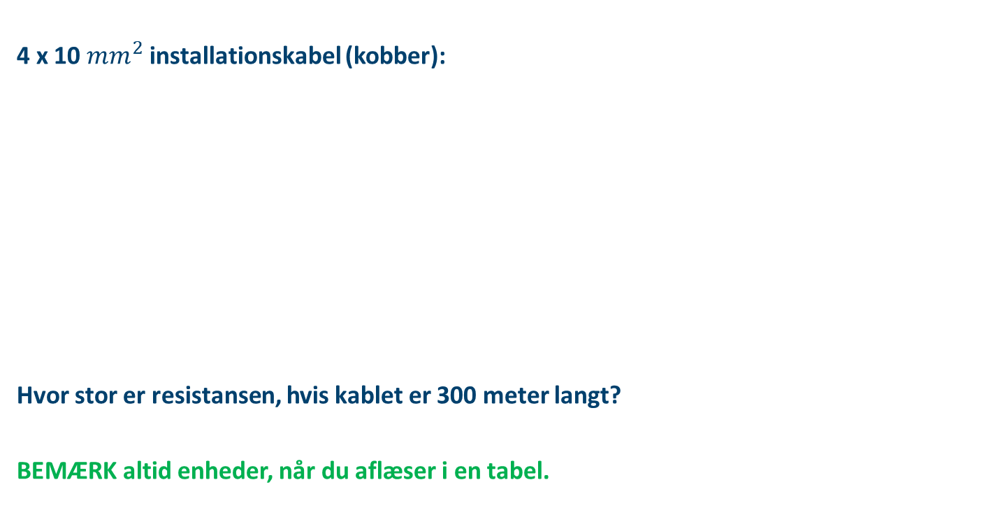 4 x 10 𝑚𝑚² installationskabel (kobber):
Hvor stor er resistansen, hvis kablet er 300 meter langt?
BEMÆRK altid enheder, når du aflæser i en tabel.